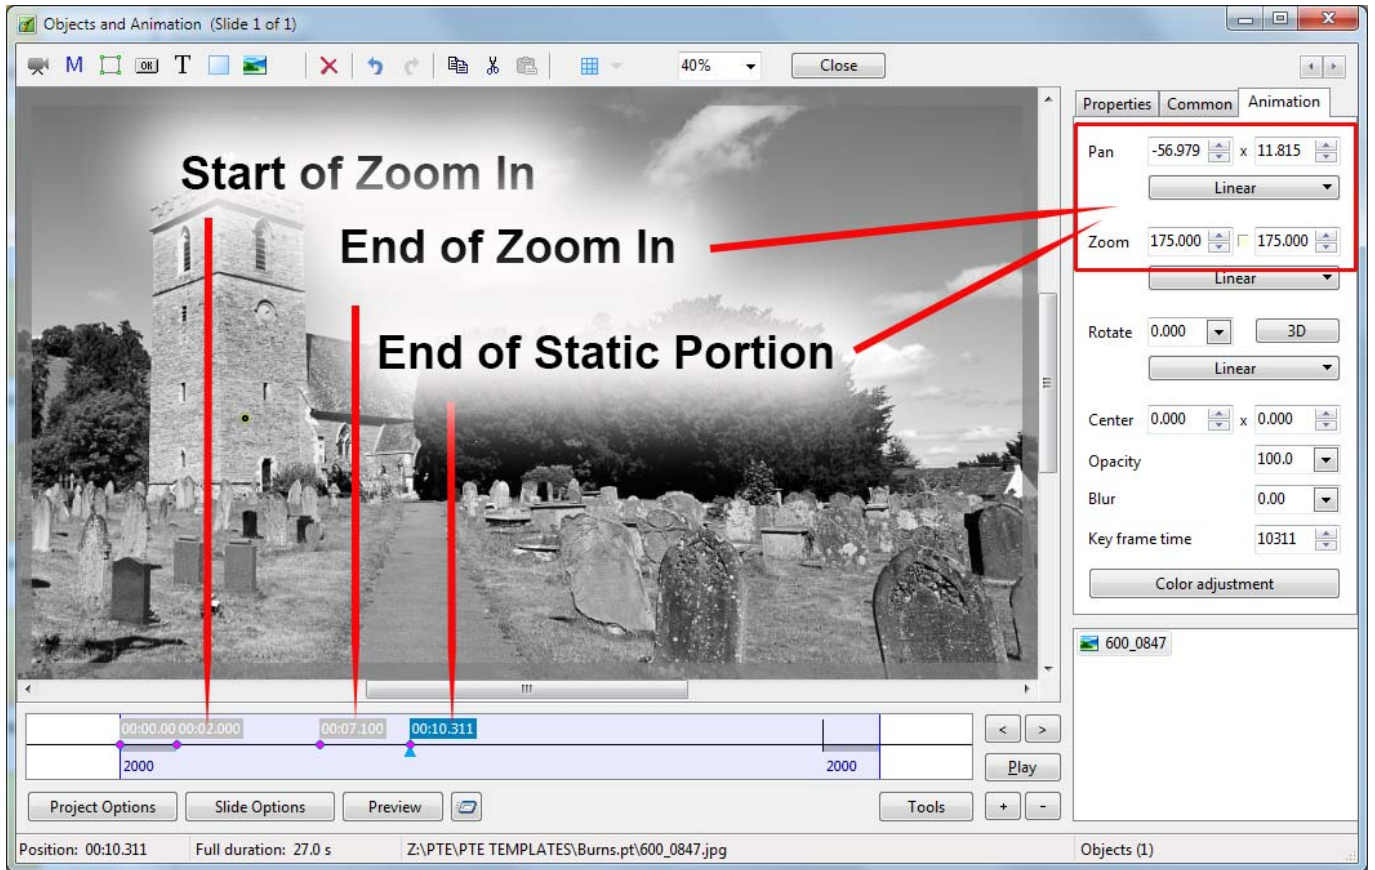 Objects and Animation (Slide 1 of 1)
M OK T 40% Close
Properties Common Animation
Pan -56.979 x 11.815
Linear
Zoom 175.000 175.000
Linear
Rotate 0.000 3D
Linear
Center 0.000 x 0.000
Opacity 100.0
Blur 0.00
Key frame time 10311
Color adjustment
600_0847
Start of Zoom In
End of Zoom In
End of Static Portion
00:00.00 00:02.000 00:07.100 00:10.311
2000 2000
< >
Play
Project Options Slide Options Preview Tools + -
Position: 00:10.311 Full duration: 27.0 s Z:\PTE\PTE TEMPLATES\Burns.pt\600_0847.jpg Objects (1)